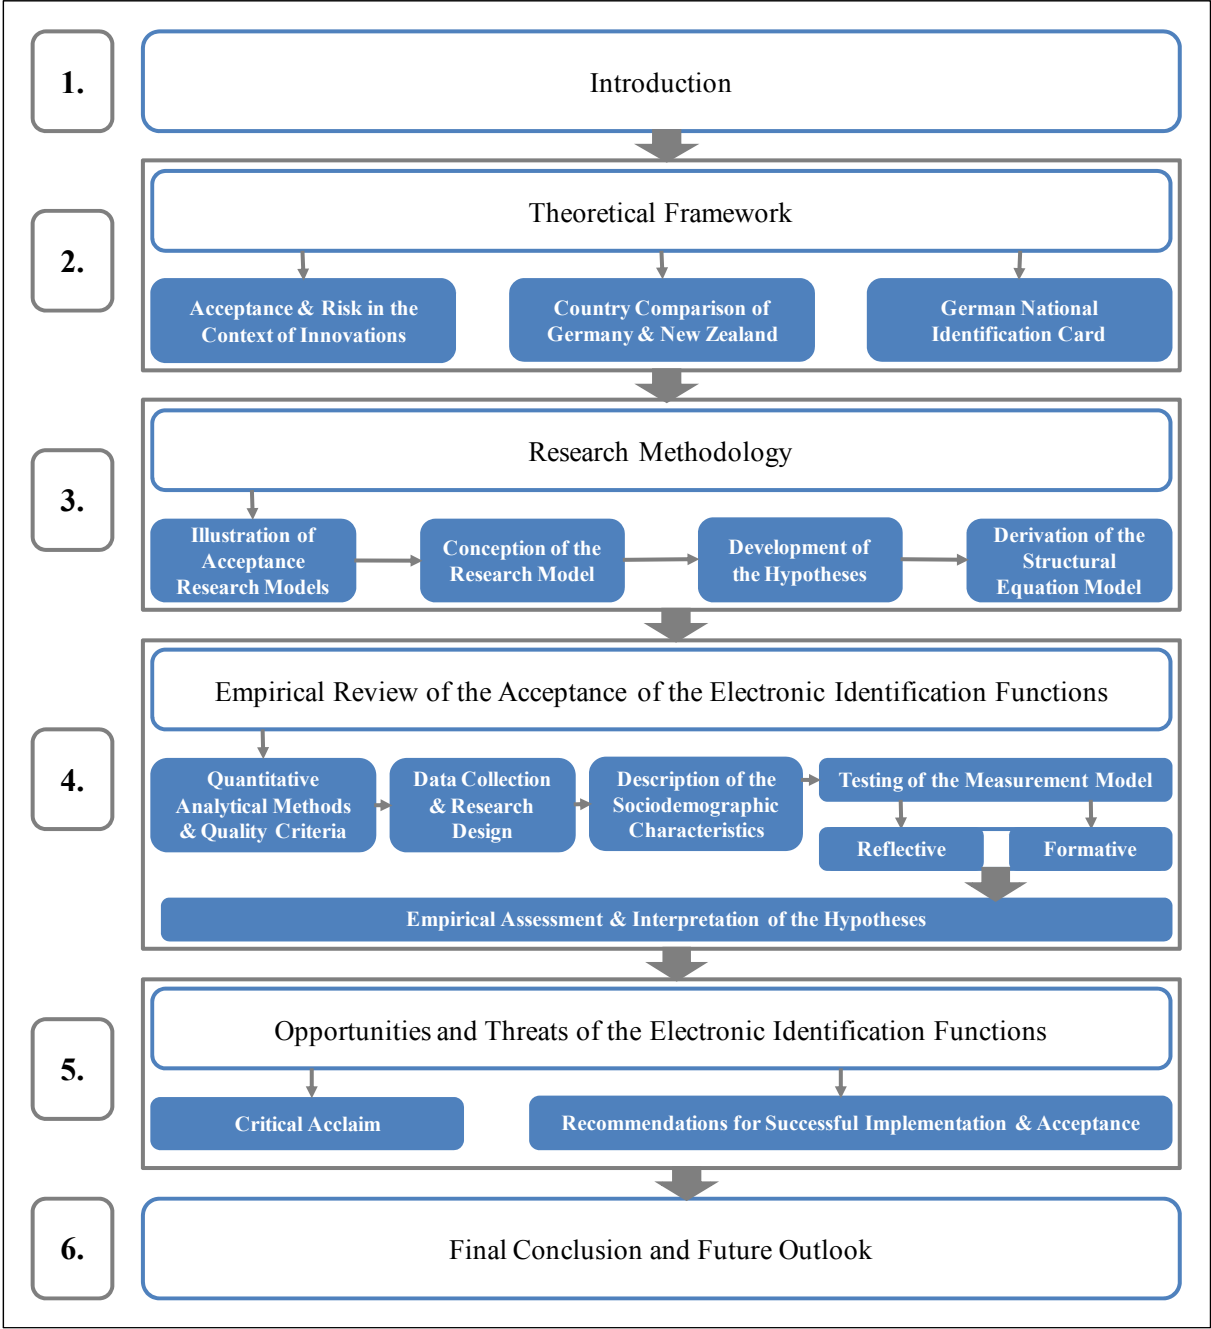 1.
Introduction
2.
Theoretical Framework
Acceptance & Risk in the
Context of Innovations
Country Comparison of
Germany & New Zealand
German National
Identification Card
3.
Research Methodology
Illustration of
Acceptance
Research Models
Conception of the
Research Model
Development of
the Hypotheses
Derivation of the
Structural
Equation Model
4.
Empirical Review of the Acceptance of the Electronic Identification Functions
Quantitative
Analytical Methods
& Quality Criteria
Data Collection
& Research
Design
Description of the
Sociodemographic
Characteristics
Testing of the Measurement Model
Reflective
Formative
Empirical Assessment & Interpretation of the Hypotheses
5.
Opportunities and Threats of the Electronic Identification Functions
Critical Acclaim
Recommendations for Successful Implementation & Acceptance
6.
Final Conclusion and Future Outlook